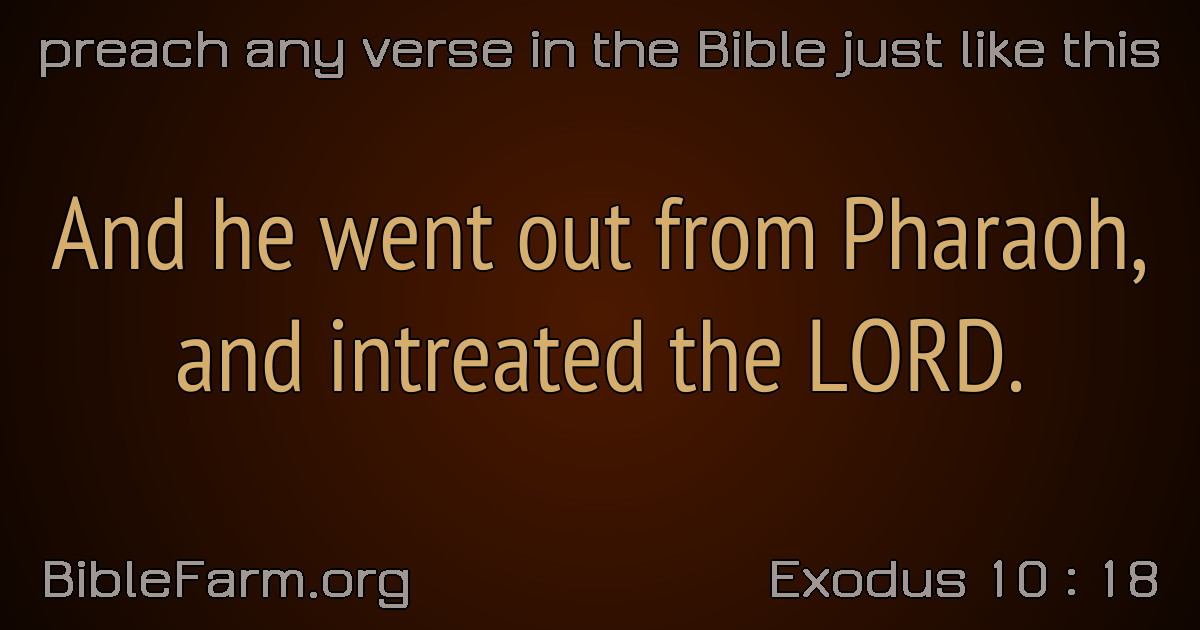 preach any verse in the Bible just like this
And he went out from Pharaoh,
and intreated the LORD.
BibleFarm.org
Exodus 10 : 18